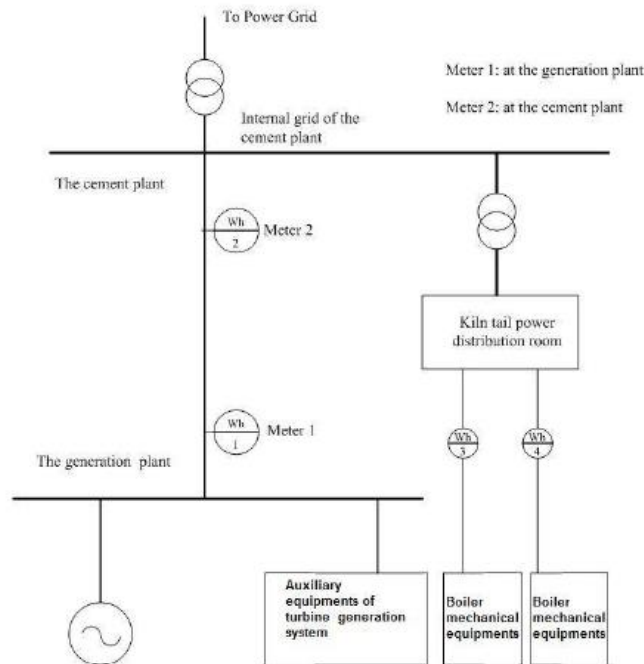 To Power Grid
Meter 1: at the generation plant
Meter 2: at the cement plant
Internal grid of the
cement plant
The cement plant
Wh
2
Meter 2
Kiln tail power
distribution room
Wh
1
Meter 1
Wh
3
Wh
4
The generation plant
Auxiliary
equipments of
turbine generation
system
Boiler
mechanical
equipments
Boiler
mechanical
equipments